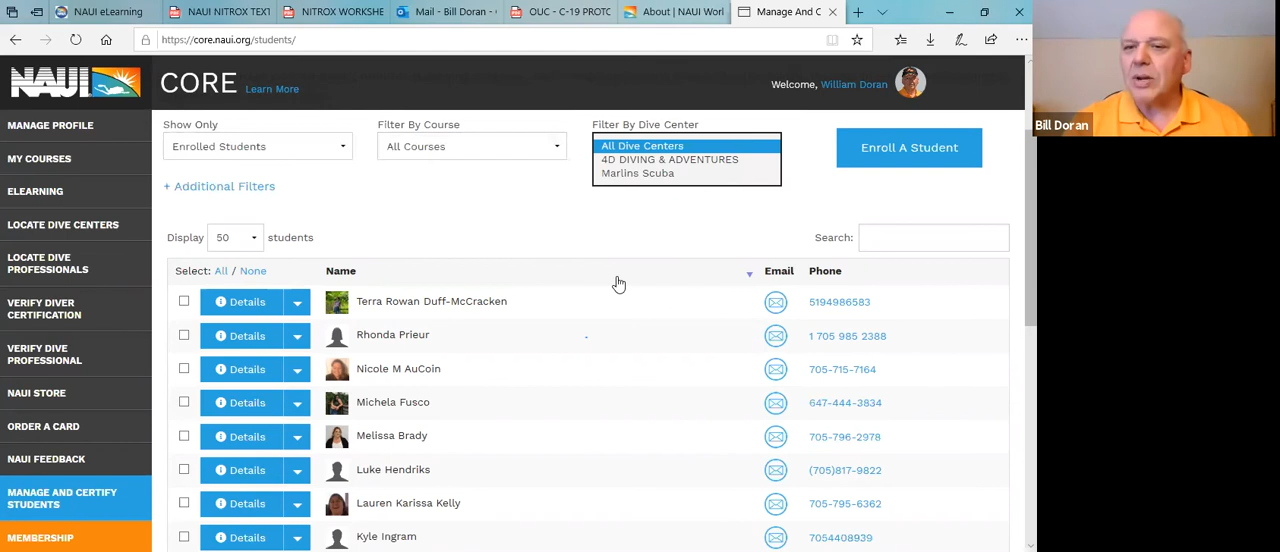 NAUI eLearning
NAUI NITROX TEXT
NITROX WORKSHE
Mail - Bill Doran -
OUC - C-19 PROTO
About | NAUI Worl
Manage And C
https://core.naui.org/students/
NAUI
CORE
Learn More
Welcome, William Doran
MANAGE PROFILE
MY COURSES
ELEARNING
LOCATE DIVE CENTERS
LOCATE DIVE
PROFESSIONALS
VERIFY DIVER
CERTIFICATION
VERIFY DIVE
PROFESSIONAL
NAUI STORE
ORDER A CARD
NAUI FEEDBACK
MANAGE AND CERTIFY
STUDENTS
MEMBERSHIP
Show Only
Enrolled Students
Filter By Course
All Courses
Filter By Dive Center
All Dive Centers
4D DIVING & ADVENTURES
Marlins Scuba
Enroll A Student
+ Additional Filters
Display 50 students
Search:
Select: All / None Name Email Phone
Details Terra Rowan Duff-McCracken 5194986583
Details Rhonda Prieur 1 705 985 2388
Details Nicole M AuCoin 705-715-7164
Details Michela Fusco 647-444-3834
Details Melissa Brady 705-796-2978
Details Luke Hendriks (705)817-9822
Details Lauren Karissa Kelly 705-795-6362
Details Kyle Ingram 7054408939
Bill Doran